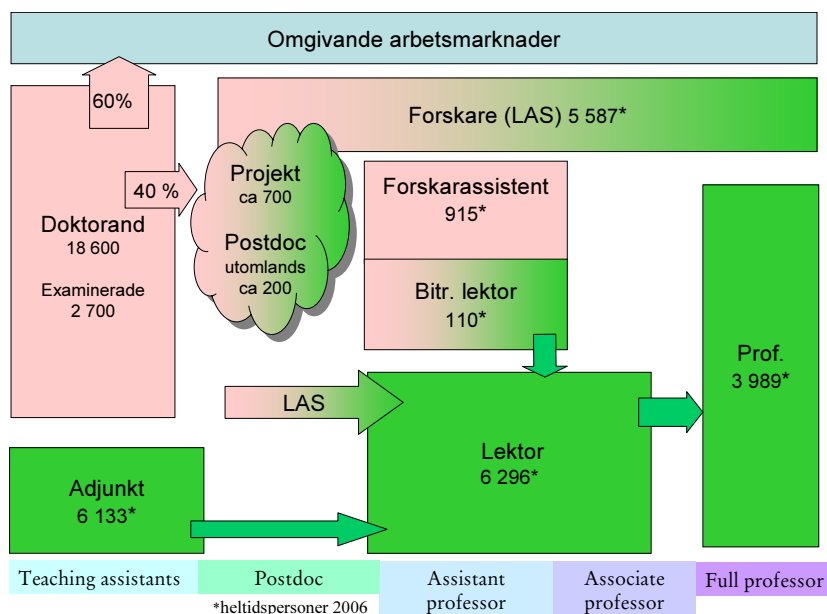 Omgivande arbetsmarknader
60%
Forskare (LAS) 5 587*
40 %
Projekt
ca 700
Postdoc
utomlands
ca 200
Doktorand
18 600
Examinerade
2 700
Forskarassistent
915*
Bitr. lektor
110*
Prof.
3 989*
LAS
Lektor
6 296*
Adjunkt
6 133*
Teaching assistants
Postdoc
Assistant
professor
Associate
professor
Full professor
*heltidspersoner 2006